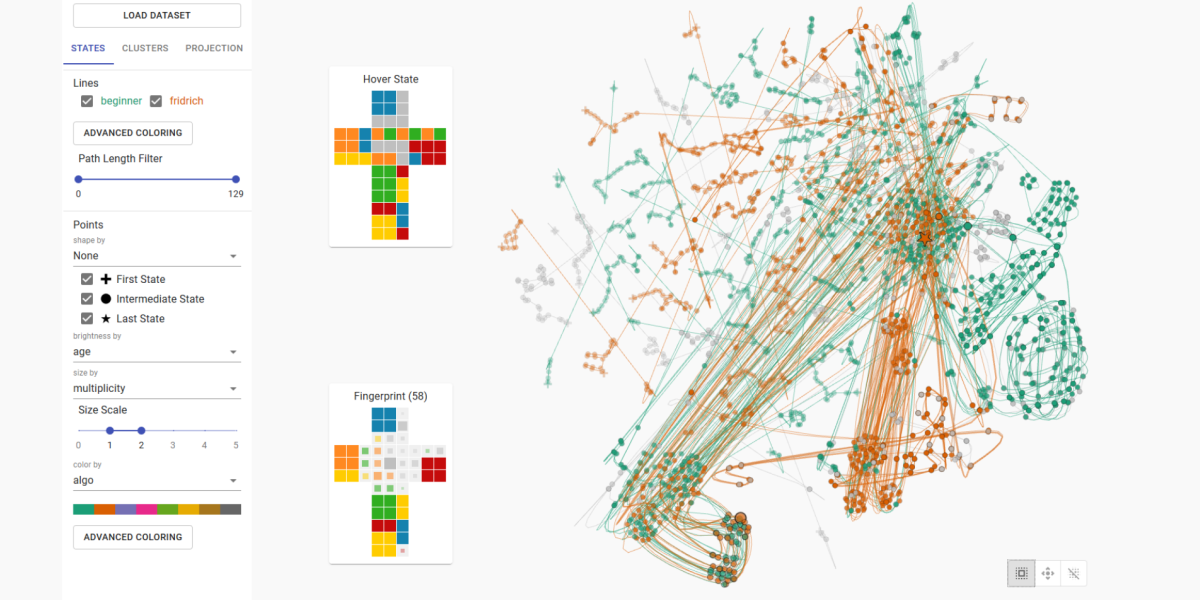 LOAD DATASET
STATES CLUSTERS PROJECTION
Lines
beginner fridrich
ADVANCED COLORING
Path Length Filter
0 129
Points
shape by
None
First State
Intermediate State
Last State
brightness by
age
size by
multiplicity
Size Scale
0 1 2 3 4 5
color by
algo
ADVANCED COLORING
Hover State
Fingerprint (58)